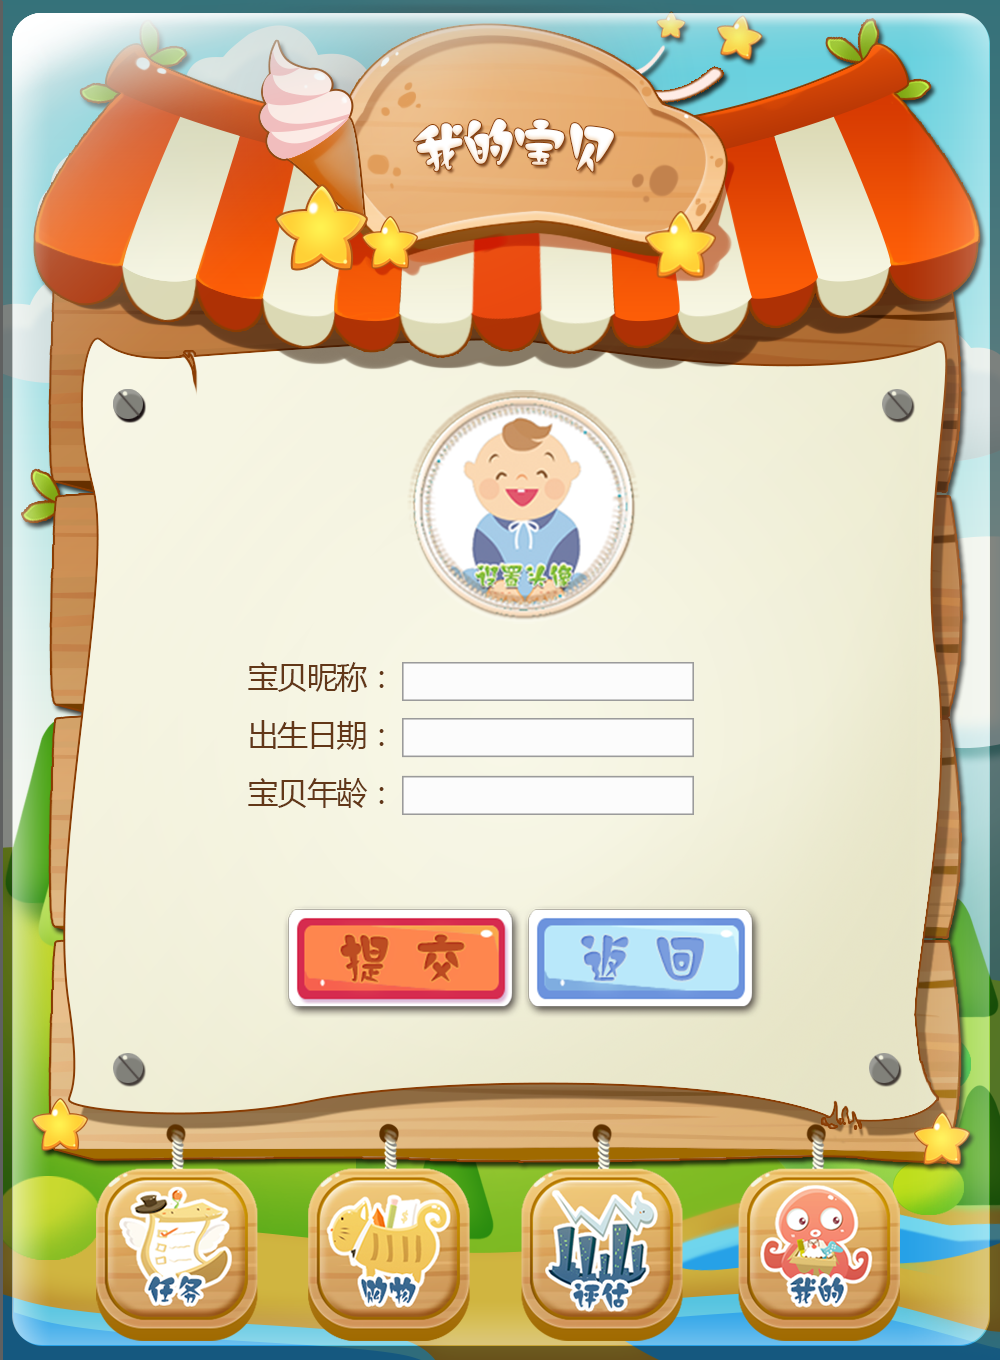 我的宝贝
设置头像
宝贝昵称：
出生日期：
宝贝年龄：
提 交
返 回
任务
购物
评估
我的